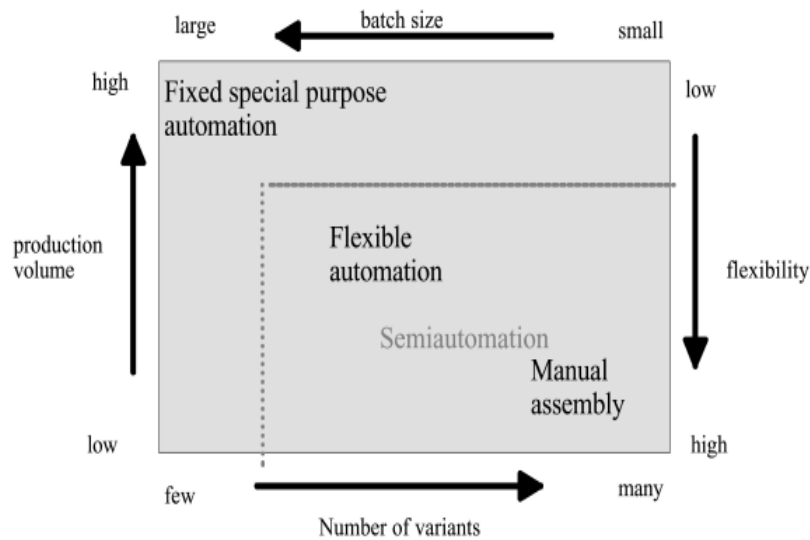 large
batch size
small
high
Fixed special purpose
automation
low
Flexible
automation
production
volume
flexibility
Semiautomation
Manual
assembly
low
high
few
many
Number of variants